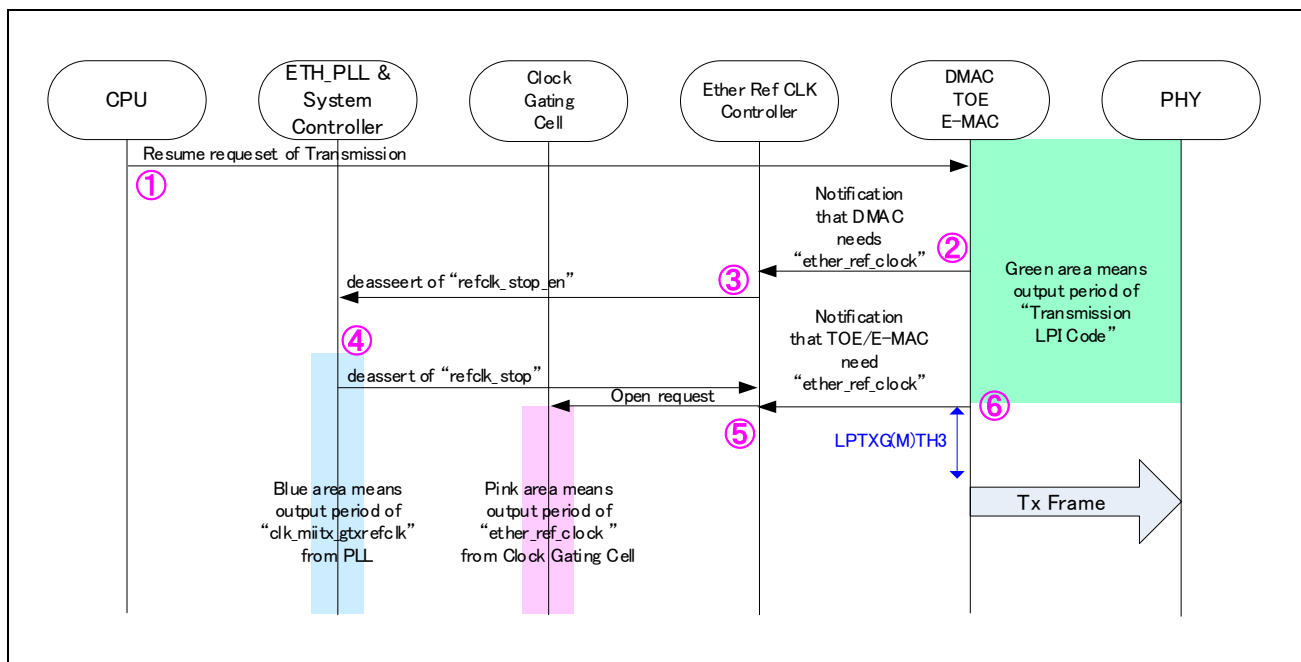 CPU
ETH_PLL &
System
Controller
Clock
Gating
Cell
Ether Ref CLK
Controller
DMAC
TOE
E-MAC
PHY
Resume requeset of Transmission
①
Notification
that DMAC
needs
“ether_ref_clock”
②
deasseert of “refclk_stop_en”
③
Green area means
output period of
“Transmission
LPI Code”
④
Notification
that TOE/E-MAC
need
“ether_ref_clock”
deassert of “refclk_stop”
Open request
⑤
⑥
LPTXG(M)TH3
Blue area means
output period of
“clk_miitx_gtxrefclk”
from PLL
Pink area means
output period of
“ether_ref_clock”
from Clock Gating Cell
Tx Frame